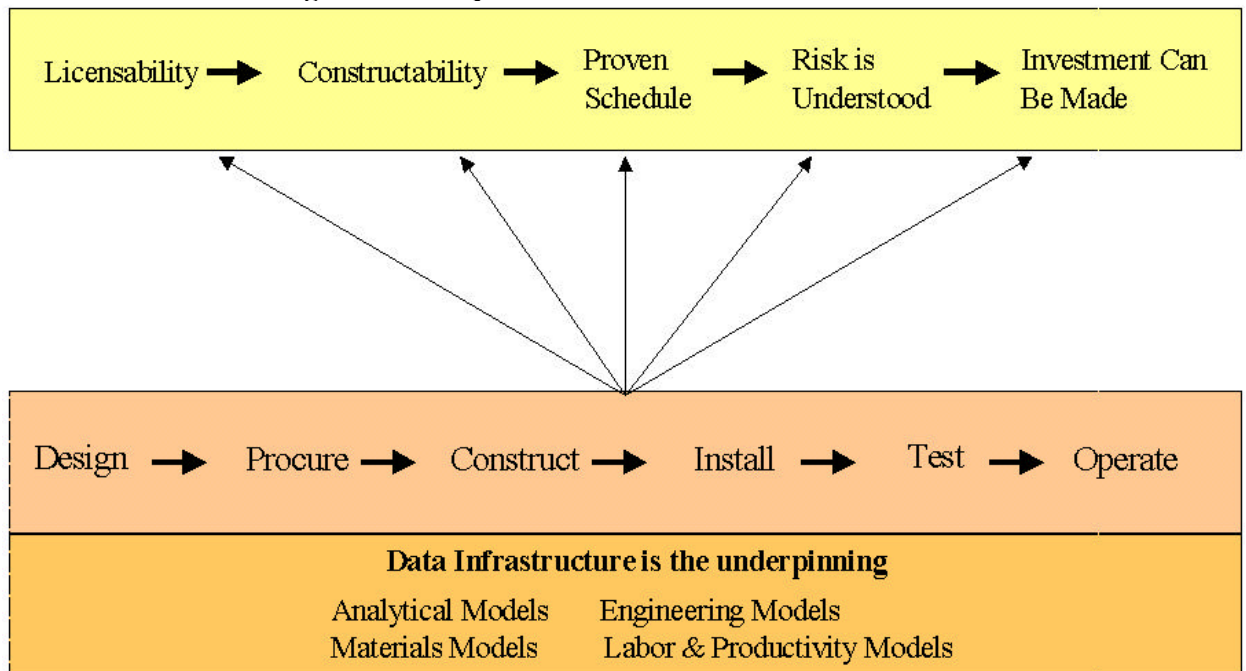 Licensability Constructability Proven Schedule Risk is Understood Investment Can Be Made
Design Procure Construct Install Test Operate
Data Infrastructure is the underpinning
Analytical Models Engineering Models
Materials Models Labor & Productivity Models